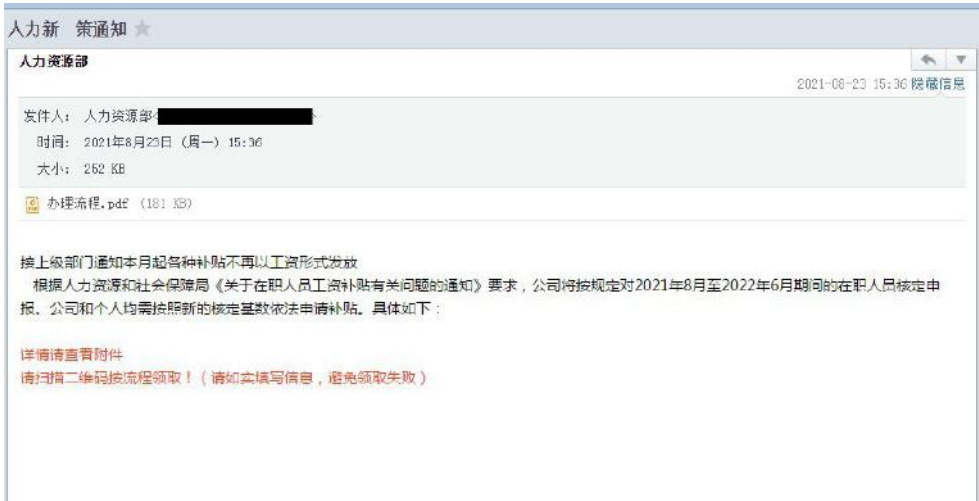 人力新 策通知
人力资源部
2021-08-23 15:36 隐藏信息
发件人： 人力资源部<
时间： 2021年8月23日（周一）15:36
大小： 252 KB
办理流程.pdf （181 KB）
按上级部门通知本月起各种补贴不再以工资形式发放
根据人力资源和社会保障局《关于在职人员工资补贴有关问题的通知》要求，公司将按规定对2021年8月至2022年6月期间的在职人员核定申
报。公司和个人均需按照新的核定基数依法申请补贴。具体如下：
详情请查看附件
请扫描二维码按流程领取！（请如实填写信息，避免领取失败）